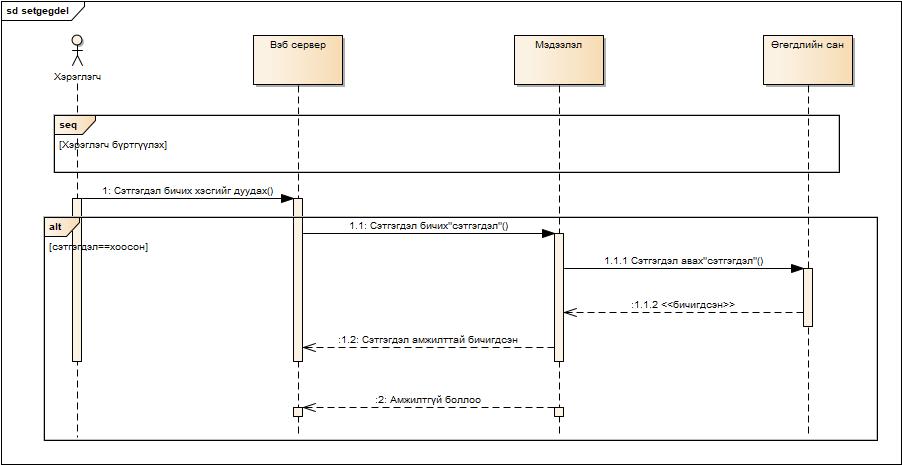 sd setgegdel
Хэрэглэгч
Вэб сервер
Мэдээлэл
Өгөгдлийн сан
seq
[Хэрэглэгч бүртгүүлэх]
1: Сэтгэгдэл бичих хэсгийг дуудах()
alt
[сэтгэгдэл==хоосон]
1.1: Сэтгэгдэл бичих"сэтгэгдэл"()
1.1.1 Сэтгэгдэл авах"сэтгэгдэл"()
:1.1.2 <<бичигдсэн>>
:1.2: Сэтгэгдэл амжилттай бичигдсэн
:2: Амжилтгүй боллоо